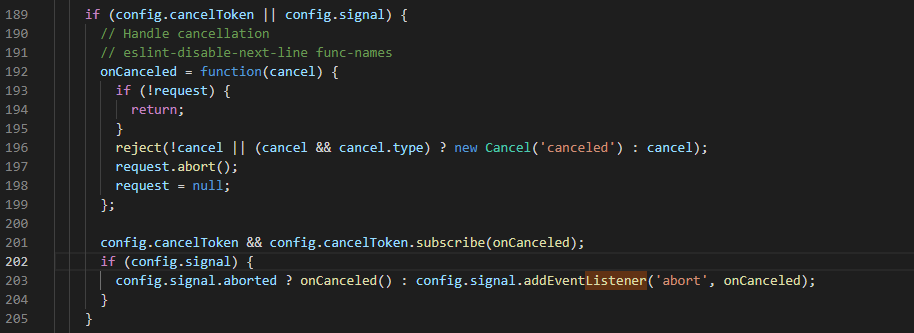 189 if (config.cancelToken || config.signal) {
190 // Handle cancellation
191 // eslint-disable-next-line func-names
192 onCanceled = function(cancel) {
193 if (!request) {
194 return;
195 }
196 reject(!cancel || (cancel && cancel.type) ? new Cancel('canceled') : cancel);
197 request.abort();
198 request = null;
199 };
200
201 config.cancelToken && config.cancelToken.subscribe(onCanceled);
202 if (config.signal) {
203 config.signal.aborted ? onCanceled() : config.signal.addEventListener('abort', onCanceled);
204 }
205 }